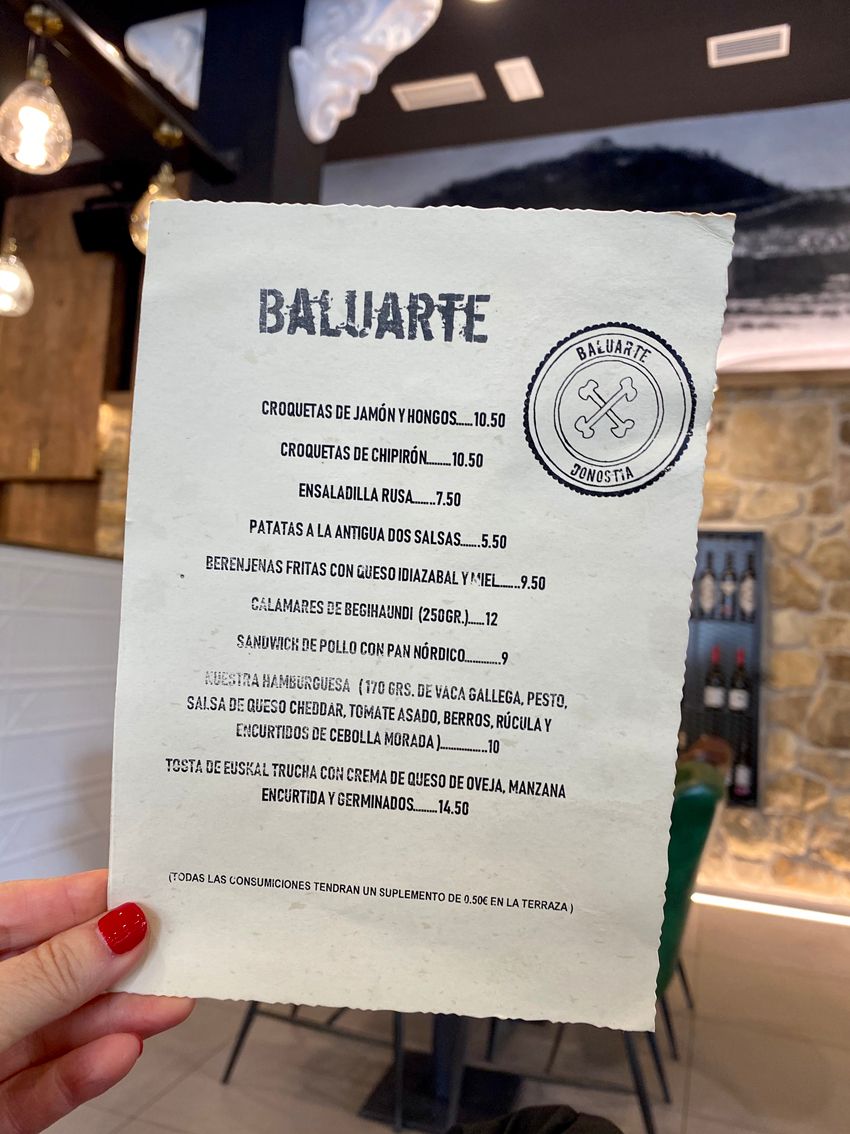 BALUARTE
BALUARTE
DONOSTIA
CROQUETAS DE JAMÓN Y HONGOS......10.50
CROQUETAS DE CHIPIRÓN.........10.50
ENSALADILLA RUSA........7.50
PATATAS A LA ANTIGUA DOS SALSAS.......5.50
BERENJENAS FRITAS CON QUESO IDIAZABAL Y MIEL........9.50
CALAMARES DE BEGIHAUNDI (250GR.)......12
SANDWICH DE POLLO CON PAN NÓRDICO.............9
NUESTRA HAMBURGUESA (170 GRS. DE VACA GALLEGA, PESTO,
SALSA DE QUESO CHEDDAR, TOMATE ASADO, BERROS, RÚCULA Y
ENCURTIDOS DE CEBOLLA MORADA)................10
TOSTA DE EUSKAL TRUCHA CON CREMA DE QUESO DE OVEJA, MANZANA
ENCURTIDA Y GERMINADOS.........14.50
(TODAS LAS CONSUMICIONES TENDRAN UN SUPLEMENTO DE 0.50€ EN LA TERRAZA )